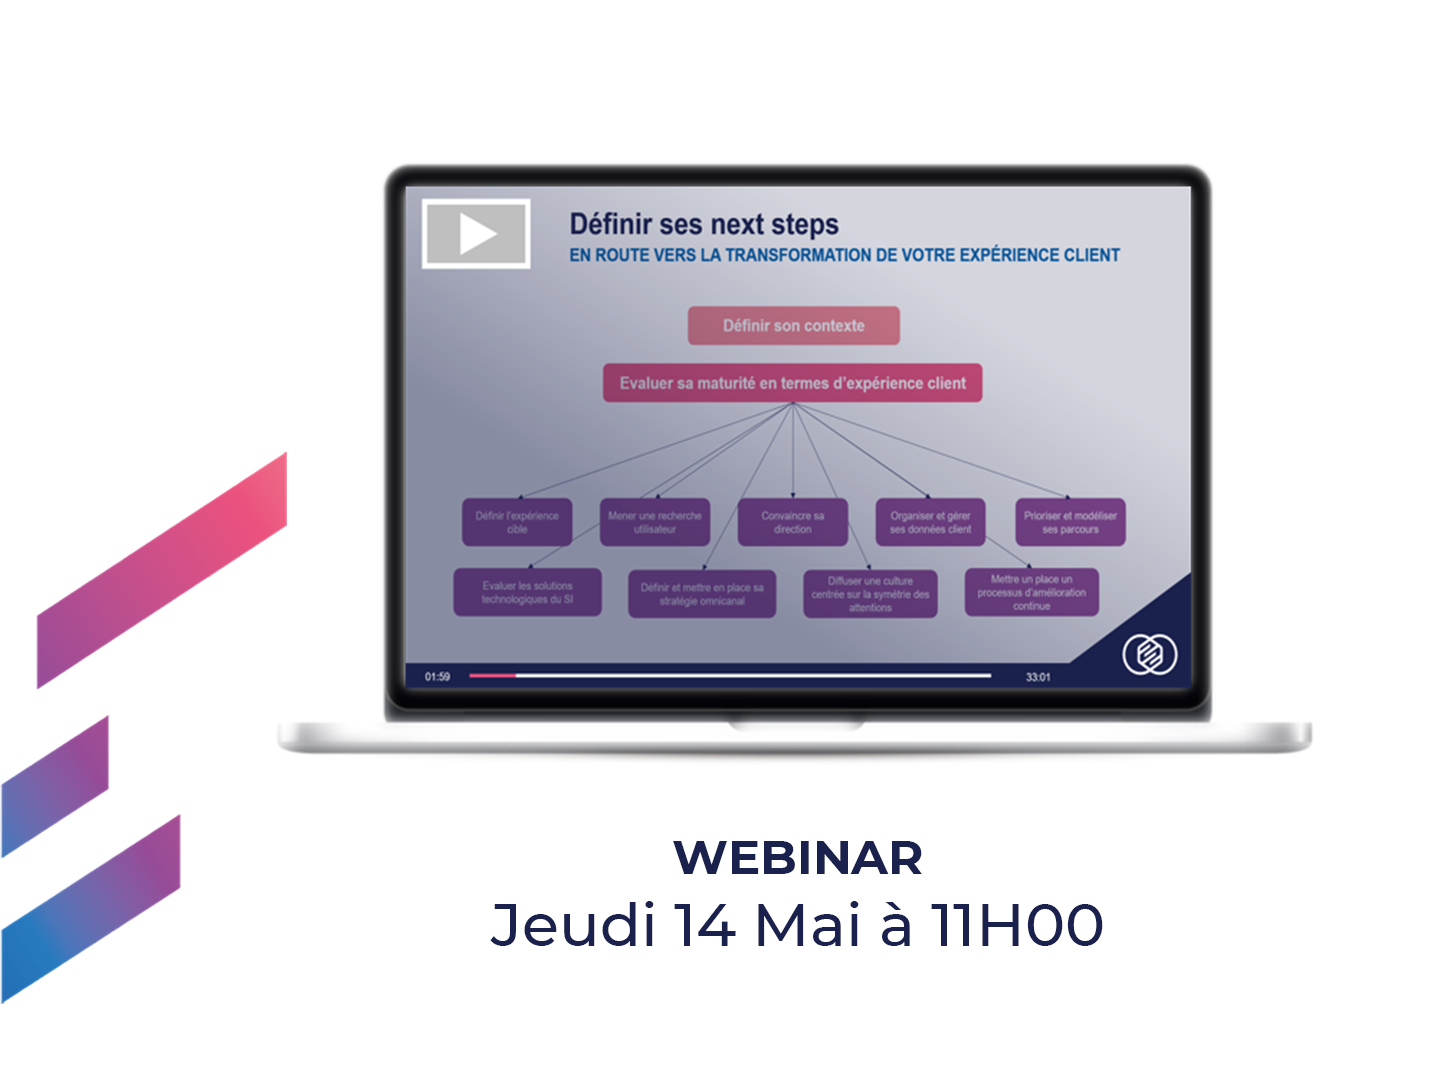 Définir ses next steps
EN ROUTE VERS LA TRANSFORMATION DE VOTRE EXPÉRIENCE CLIENT
Définir son contexte
Evaluer sa maturité en termes d'expérience client
Définir l'expérience
cible
Mener une recherche
utilisateur
Convaincre sa
direction
Organiser et gérer
ses données client
Prioriser et modéliser
ses parcours
Evaluer les solutions
technologiques du SI
Définir et mettre en place sa
stratégie omnicanal
Diffuser une culture
centrée sur la symétrie des
attentions
Mettre un place un
processus d'amélioration
continue
01:59
33:01
WEBINAR
Jeudi 14 Mai à 11H00